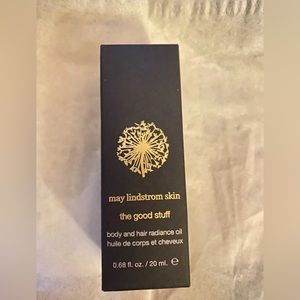 may lindstrom skin
the good stuff
body and hair radiance oil
huile de corps et cheveux
0.68 fl. oz. / 20 ml. e